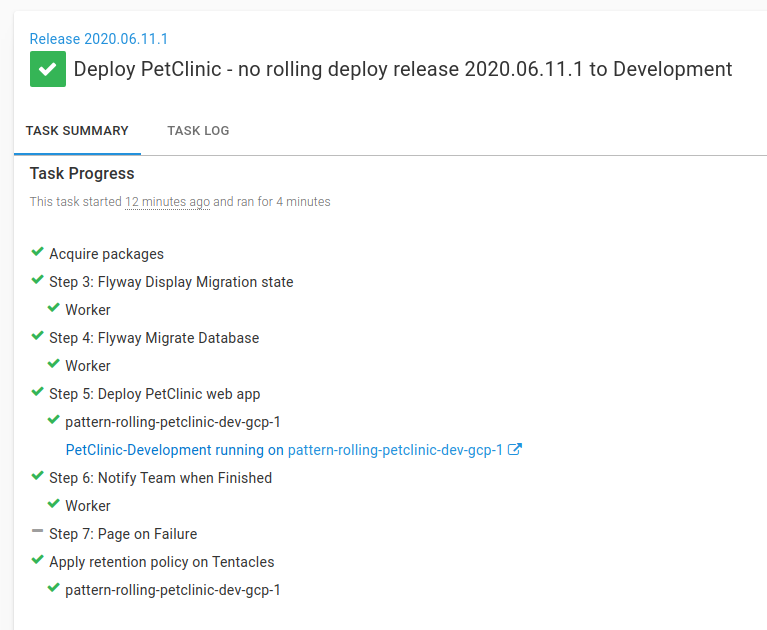 Release 2020.06.11.1
Deploy PetClinic - no rolling deploy release 2020.06.11.1 to Development
TASK SUMMARY TASK LOG
Task Progress
This task started 12 minutes ago and ran for 4 minutes
Acquire packages
Step 3: Flyway Display Migration state
Worker
Step 4: Flyway Migrate Database
Worker
Step 5: Deploy PetClinic web app
pattern-rolling-petclinic-dev-gcp-1
PetClinic-Development running on pattern-rolling-petclinic-dev-gcp-1
Step 6: Notify Team when Finished
Worker
Step 7: Page on Failure
Apply retention policy on Tentacles
pattern-rolling-petclinic-dev-gcp-1